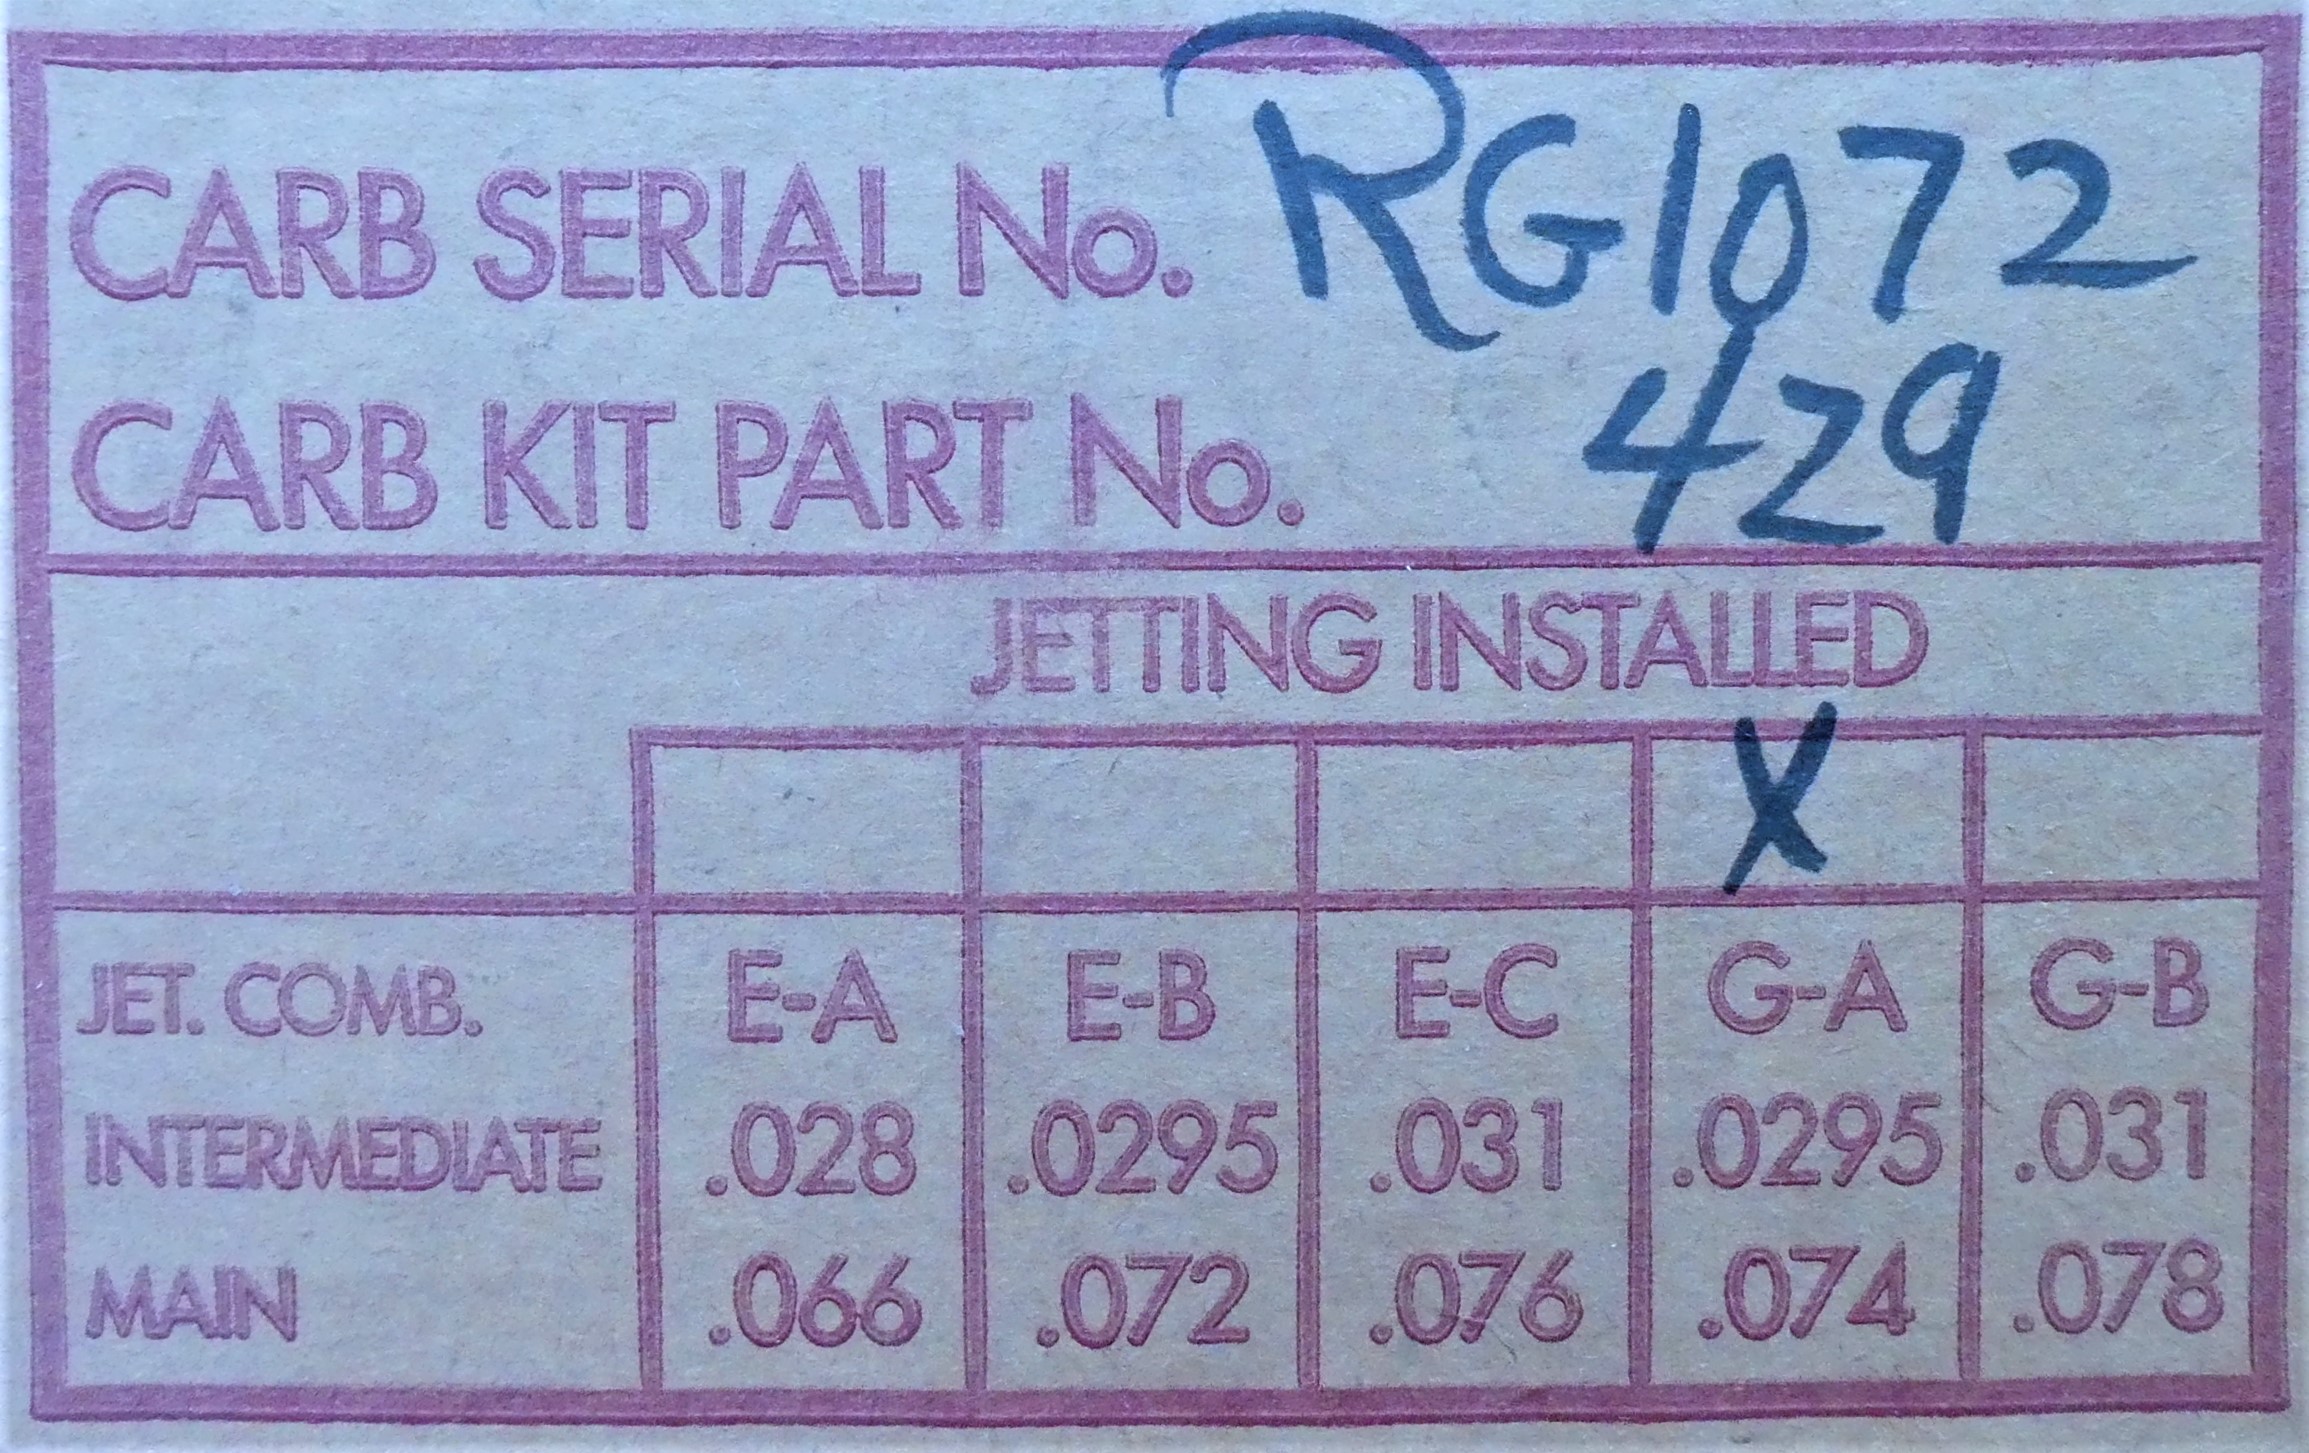 CARB SERIAL No. RG1072
CARB KIT PART No. 429
JETTING INSTALLED
X
JET. COMB. E-A E-B E-C G-A G-B
INTERMEDIATE .028 .0295 .031 .0295 .031
MAIN .066 .072 .076 .074 .078